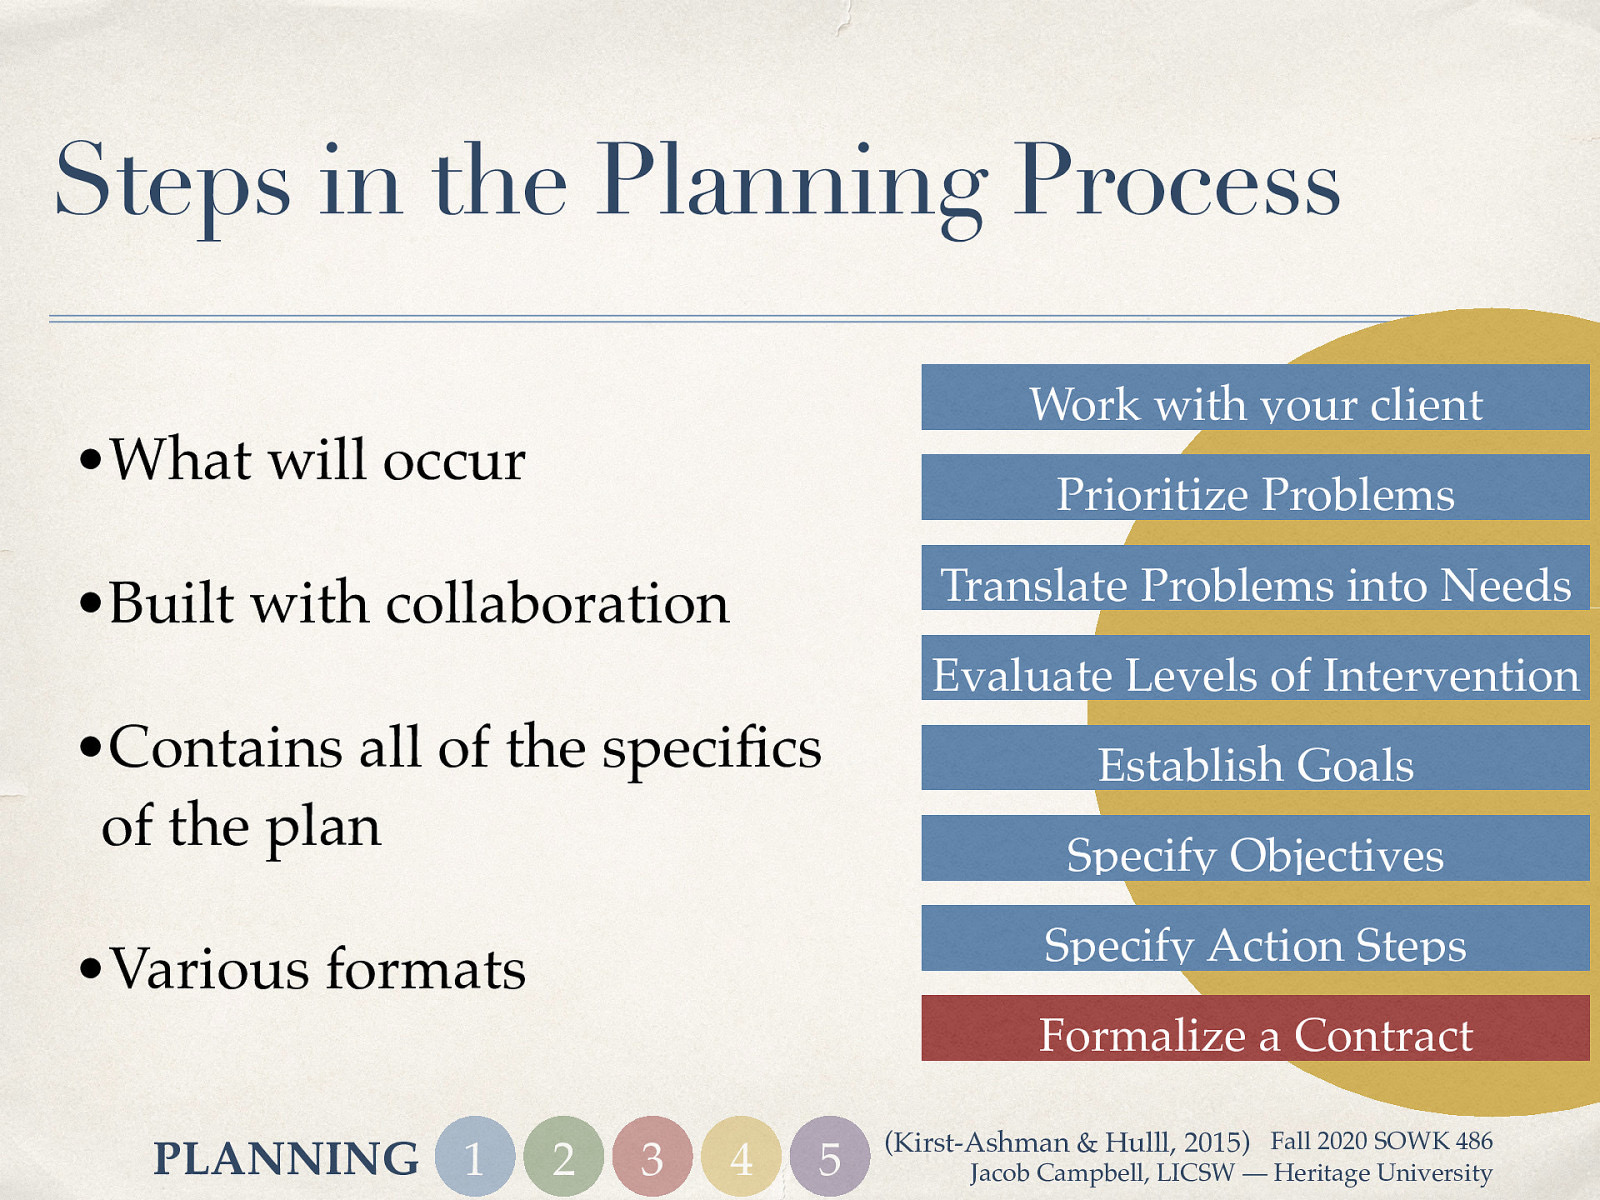 Steps in the Planning Process
•What will occur
•Built with collaboration
•Contains all of the specifics
of the plan
•Various formats
Work with your client
Prioritize Problems
Translate Problems into Needs
Evaluate Levels of Intervention
Establish Goals
Specify Objectives
Specify Action Steps
Formalize a Contract
PLANNING 1 2 3 4 5
(Kirst-Ashman & Hulll, 2015) Fall 2020 SOWK 486
Jacob Campbell, LICSW — Heritage University